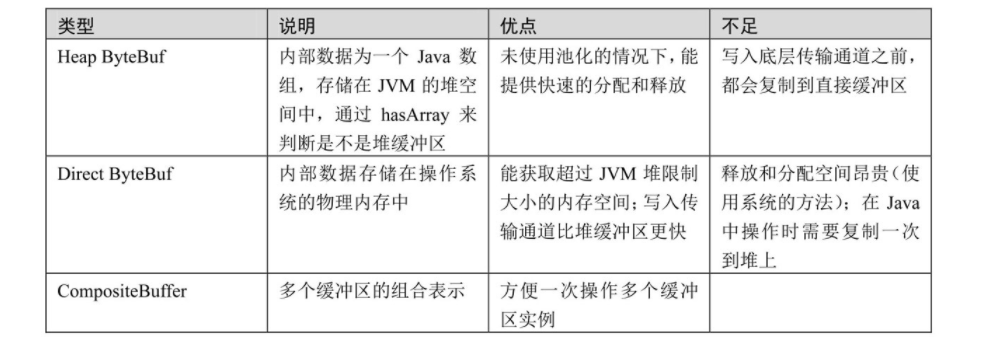 类型
说明
优点
不足
Heap ByteBuf
内部数据为一个 Java 数
组，存储在 JVM 的堆空
间中，通过 hasArray 来
判断是不是堆缓冲区
未使用池化的情况下，能
提供快速的分配和释放
写入底层传输通道之前，
都会复制到直接缓冲区
Direct ByteBuf
内部数据存储在操作系
统的物理内存中
能获取超过 JVM 堆限制
大小的内存空间；写入传
输通道比堆缓冲区更快
释放和分配空间昂贵（使
用系统的方法）；在 Java
中操作时需要复制一次
到堆上
CompositeBuffer
多个缓冲区的组合表示
方便一次操作多个缓冲
区实例